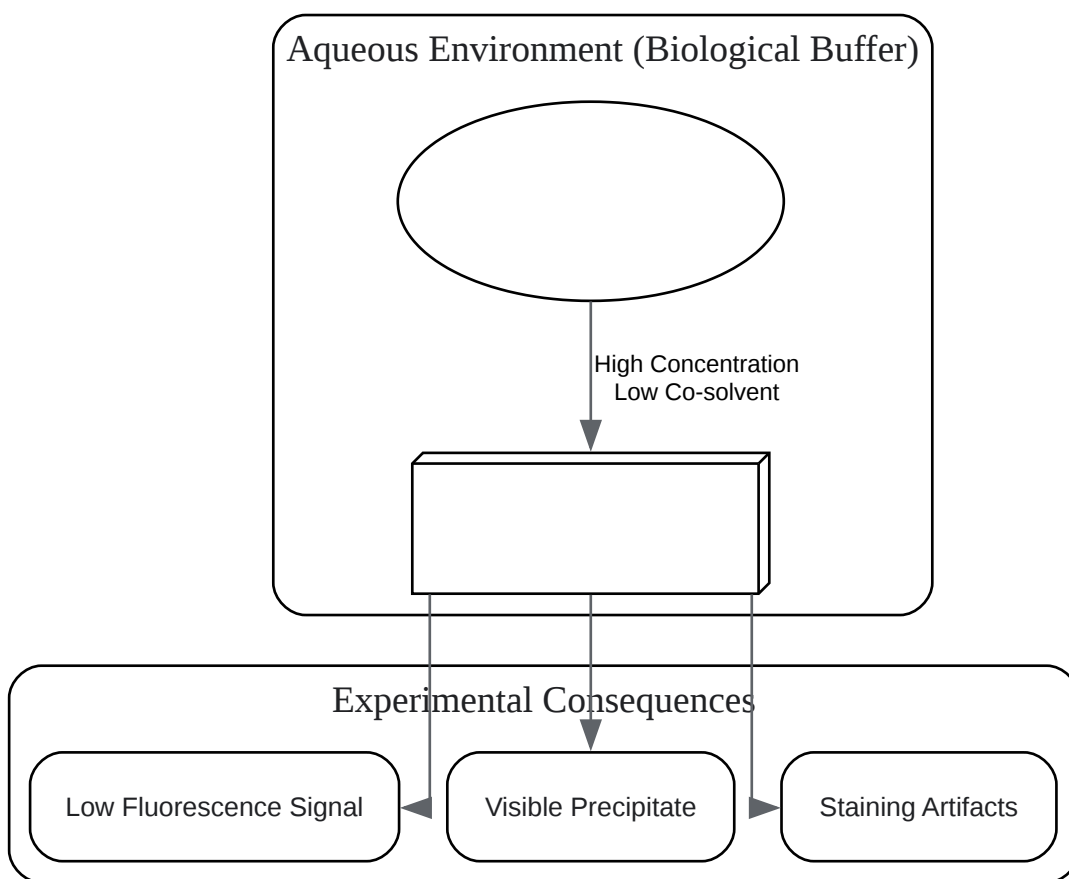 Aqueous Environment (Biological Buffer)
High Concentration
Low Co-solvent
Experimental Consequences
Low Fluorescence Signal
Visible Precipitate
Staining Artifacts